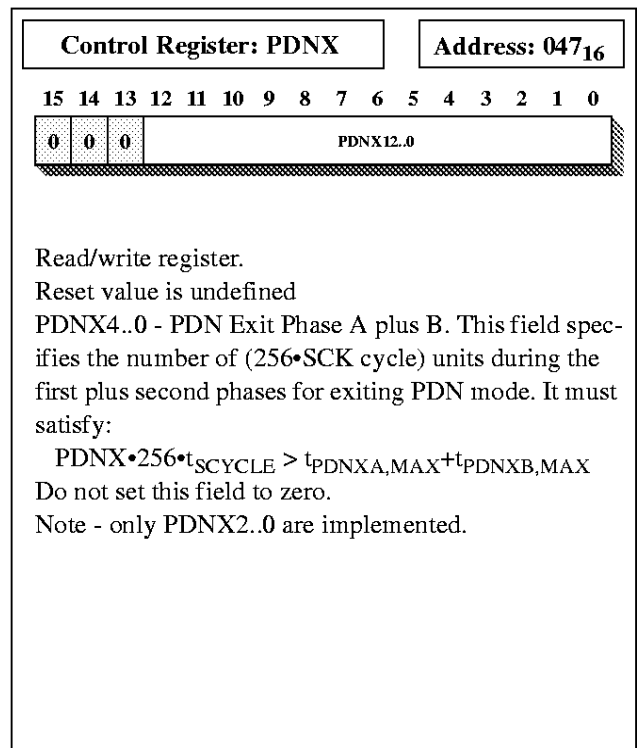 Control Register: PDNX
Address: 047₁₆
15 14 13 12 11 10 9 8 7 6 5 4 3 2 1 0
0 0 0 PDNX12..0
Read/write register.
Reset value is undefined
PDNX4..0 - PDN Exit Phase A plus B. This field spec-
ifies the number of (256•SCK cycle) units during the
first plus second phases for exiting PDN mode. It must
satisfy:
PDNX•256•tSCYCLE > tPDNXA,MAX+tPDNXB,MAX
Do not set this field to zero.
Note - only PDNX2..0 are implemented.